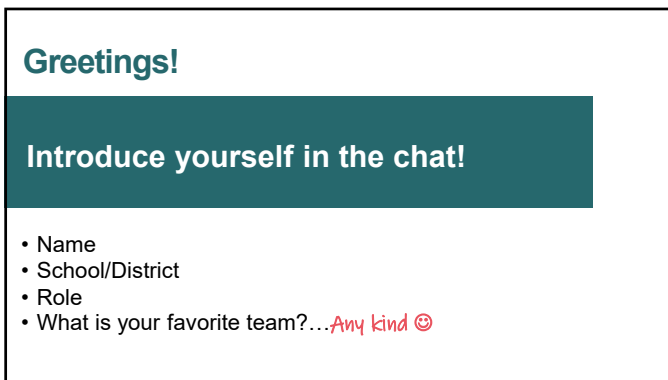 Greetings!
Introduce yourself in the chat!
• Name
• School/District
• Role
• What is your favorite team?…Any kind ☺